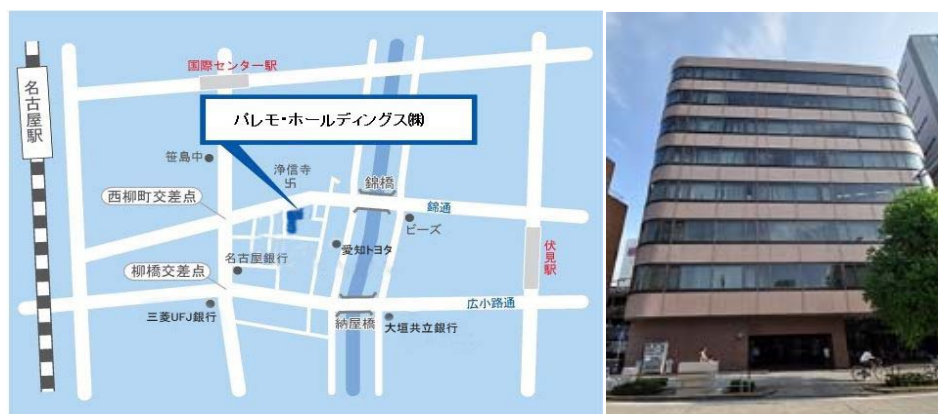 国際センター駅
名古屋駅
パレモ・ホールディングス㈱
笹島中
浄信寺
卍
錦橋
西柳町交差点
錦通
ビーズ
愛知トヨタ
名古屋銀行
伏見駅
柳橋交差点
広小路通
三菱UFJ銀行
納屋橋
大垣共立銀行